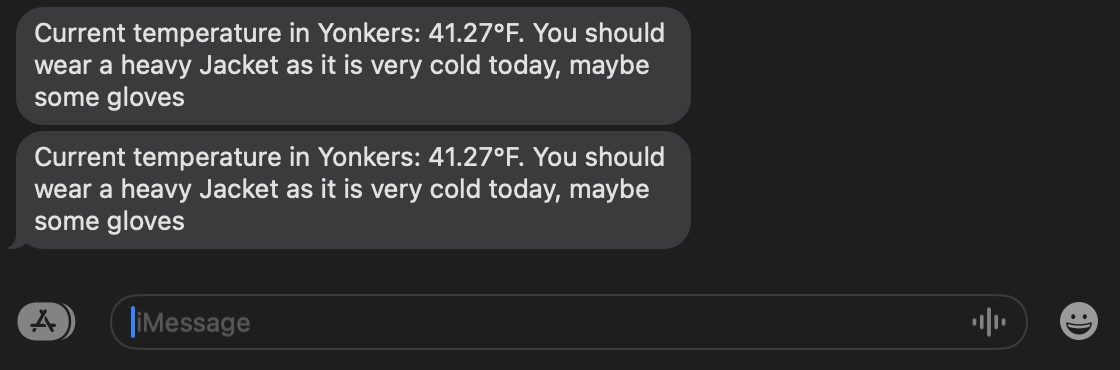 Current temperature in Yonkers: 41.27°F. You should
wear a heavy Jacket as it is very cold today, maybe
some gloves
Current temperature in Yonkers: 41.27°F. You should
wear a heavy Jacket as it is very cold today, maybe
some gloves
iMessage